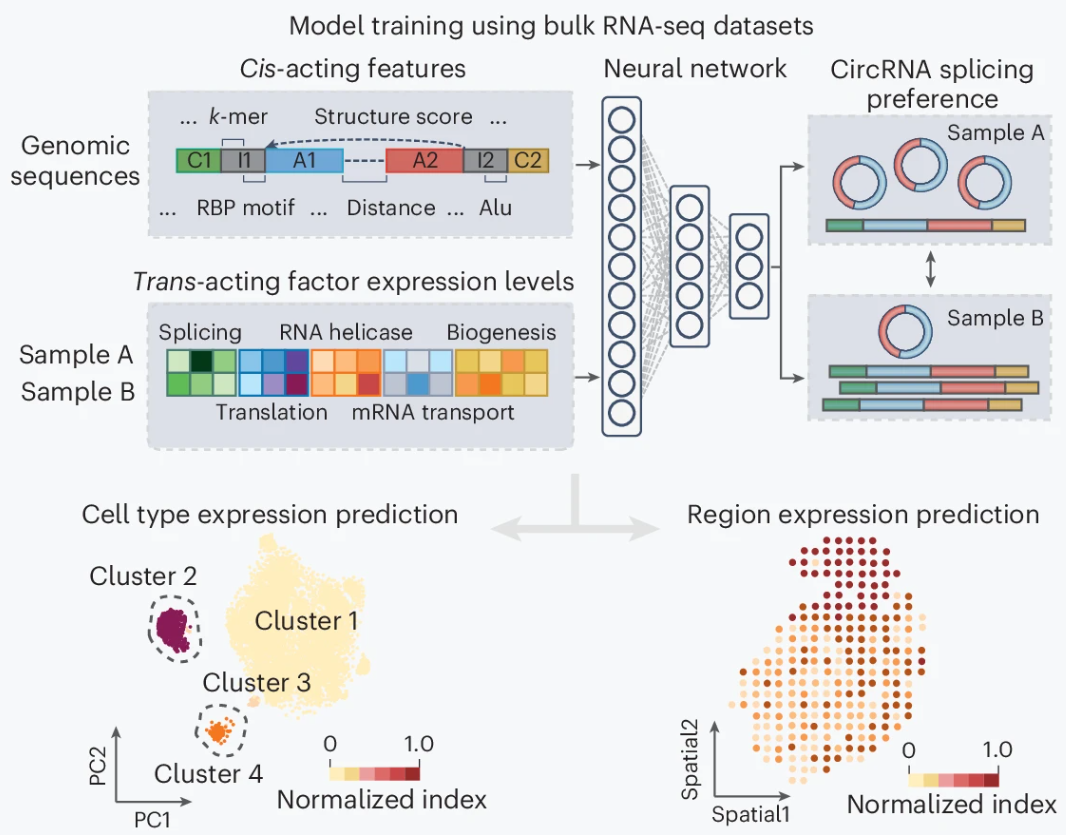 Model training using bulk RNA-seq datasets
Cis-acting features
Neural network
CircRNA splicing
preference
Genomic
sequences
... k-mer Structure score ...
C1 I1 A1 A2 I2 C2
... RBP motif ... Distance ... Alu
Sample A
Trans-acting factor expression levels
Splicing RNA helicase Biogenesis
Sample A
Sample B
Translation mRNA transport
Sample B
Cell type expression prediction
Cluster 2
Cluster 1
Cluster 3
Cluster 4
PC2
PC1
0 1.0
Normalized index
Region expression prediction
Spatial2
Spatial1
0 1.0
Normalized index